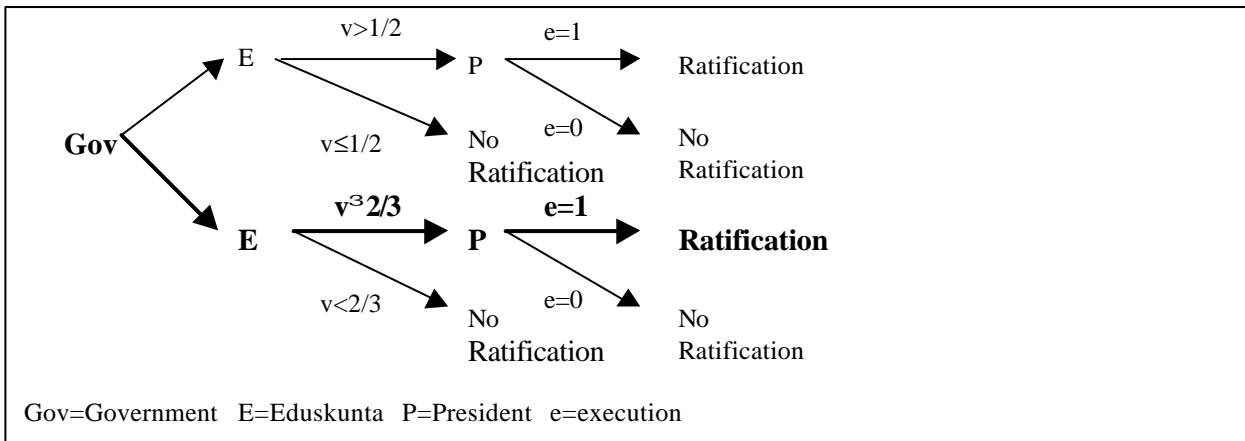 v>1/2 e=1
E P Ratification
v≤1/2 No e=0 No
Gov Ratification Ratification
v³2/3 e=1
E P Ratification
v<2/3 No e=0 No
Ratification Ratification
Gov=Government E=Eduskunta P=President e=execution